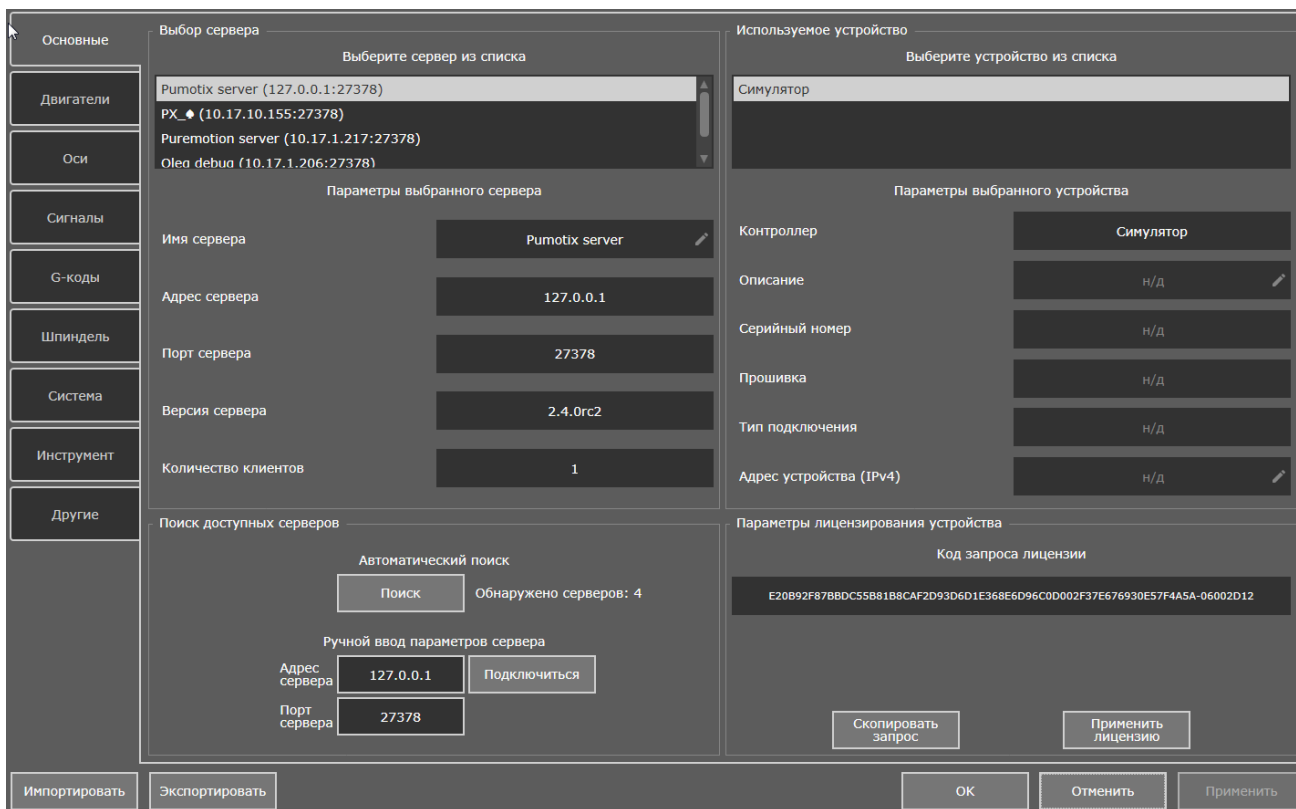 Основные
Двигатели
Оси
Сигналы
G-коды
Шпиндель
Система
Инструмент
Другие
Выбор сервера
Выберите сервер из списка
Pumotix server (127.0.0.1:27378)
PX_♠ (10.17.10.155:27378)
Puremotion server (10.17.1.217:27378)
Oleg debug (10.17.1.206:27378)
Параметры выбранного сервера
Имя сервера Pumotix server
Адрес сервера 127.0.0.1
Порт сервера 27378
Версия сервера 2.4.0rc2
Количество клиентов 1
Используемое устройство
Выберите устройство из списка
Симулятор
Параметры выбранного устройства
Контроллер Симулятор
Описание н/д
Серийный номер н/д
Прошивка н/д
Тип подключения н/д
Адрес устройства (IPv4) н/д
Поиск доступных серверов
Автоматический поиск
Поиск Обнаружено серверов: 4
Ручной ввод параметров сервера
Адрес
сервера 127.0.0.1 Подключиться
Порт
сервера 27378
Параметры лицензирования устройства
Код запроса лицензии
E20B92F87BBDC55B81B8CAF2D93D6D1E368E6D96C0D002F37E676930E57F4A5A-06002D12
Скопировать
запрос
Применить
лицензию
Импортировать Экспортировать OK Отменить Применить